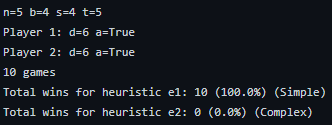 n=5 b=4 s=4 t=5
Player 1: d=6 a=True
Player 2: d=6 a=True
10 games
Total wins for heuristic e1: 10 (100.0%) (Simple)
Total wins for heuristic e2: 0 (0.0%) (Complex)